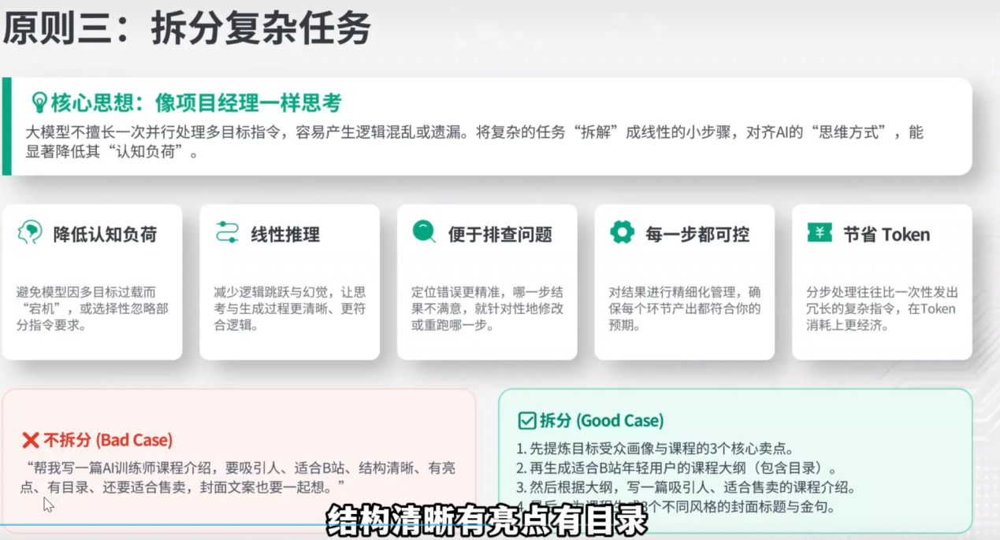 原则三：拆分复杂任务
核心思想：像项目经理一样思考
大模型不擅长一次并行处理多目标指令，容易产生逻辑混乱或遗漏。将复杂的任务“拆解”成线性的小步骤，对齐AI的“思维方式”，能
显著降低其“认知负荷”。
降低认知负荷
避免模型因多目标过载而
“宕机”，或选择性忽略部
分指令要求。
线性推理
减少逻辑跳跃与幻觉，让思
考与生成过程更清晰、更符
合逻辑。
便于排查问题
定位错误更精准，哪一步结
果不满意，就针对性地修改
或重跑哪一步。
每一步都可控
对结果进行精细化管理，确
保每个环节产出都符合你的
预期。
¥
节省 Token
分步处理往往比一次性发出
冗长的复杂指令，在Token
消耗上更经济。
不拆分 (Bad Case)
“帮我写一篇AI训练师课程介绍，要吸引人、适合B站、结构清晰、有亮
点、有目录、还要适合售卖，封面文案也要一起想。”
拆分 (Good Case)
1. 先提炼目标受众画像与课程的3个核心卖点。
2. 再生成适合B站年轻用户的课程大纲（包含目录）。
3. 然后根据大纲，写一篇吸引人、适合售卖的课程介绍。
个不同风格的封面标题与金句。
结构清晰有亮点有目录